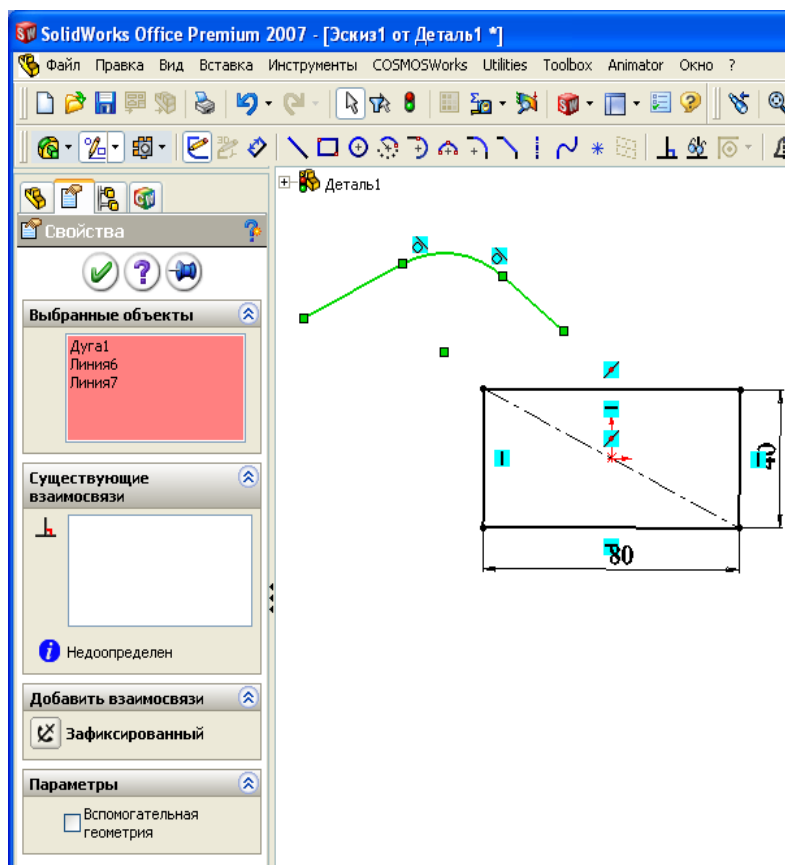 SolidWorks Office Premium 2007 - [Эскиз1 от Деталь1 *]
Файл Правка Вид Вставка Инструменты COSMOSWorks Utilities Toolbox Animator Окно ?
Деталь1
Свойства
Выбранные объекты
Дуга1
Линия6
Линия7
Существующие
взаимосвязи
Недоопределен
Добавить взаимосвязи
Зафиксированный
Параметры
Вспомогательная
геометрия
40
80